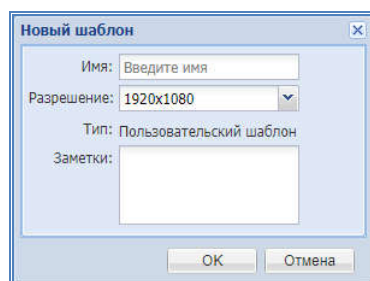 Новый шаблон
Имя: Введите имя
Разрешение: 1920x1080
Тип: Пользовательский шаблон
Заметки:
OK Отмена